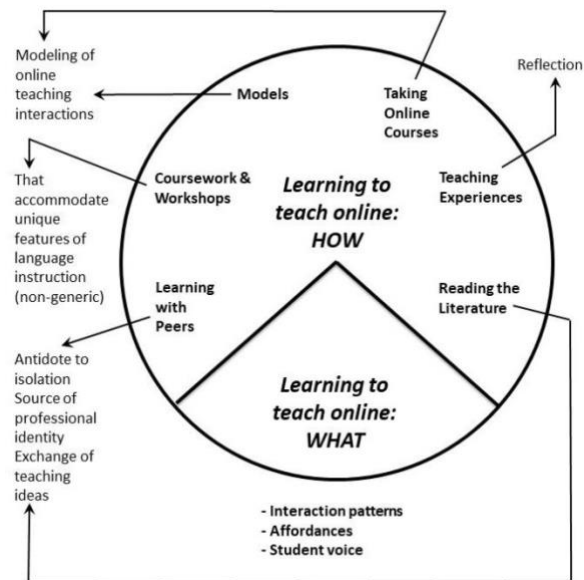 Modeling of
online
teaching
interactions
Models
Taking
Online
Courses
Reflection
That
accommodate
unique
features of
language
instruction
(non-generic)
Coursework &
Workshops
Learning to
teach online:
HOW
Teaching
Experiences
Learning
with
Peers
Reading the
Literature
Antidote to
isolation
Source of
professional
identity
Exchange of
teaching
ideas
Learning to
teach online:
WHAT
- Interaction patterns
- Affordances
- Student voice